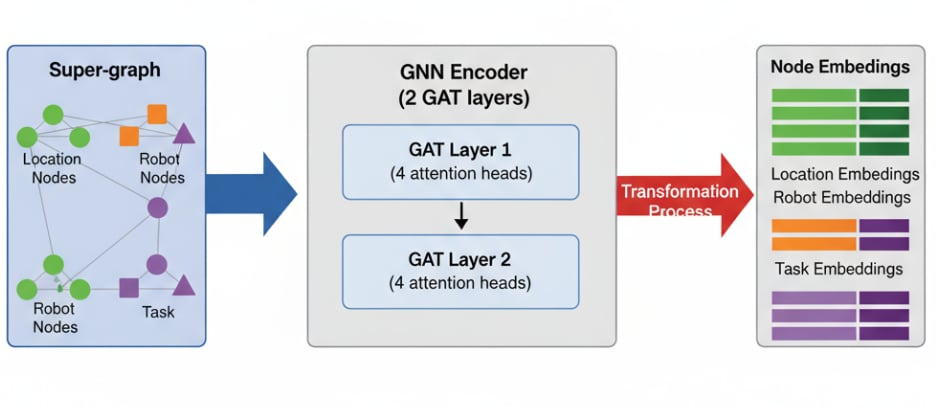 Super-graph
Location
Nodes
Robot
Nodes
Robot
Nodes
Task
GNN Encoder
(2 GAT layers)
GAT Layer 1
(4 attention heads)
GAT Layer 2
(4 attention heads)
Transformation
Process
Node Embedings
Location Embedings
Robot Embeddings
Task Embeddings